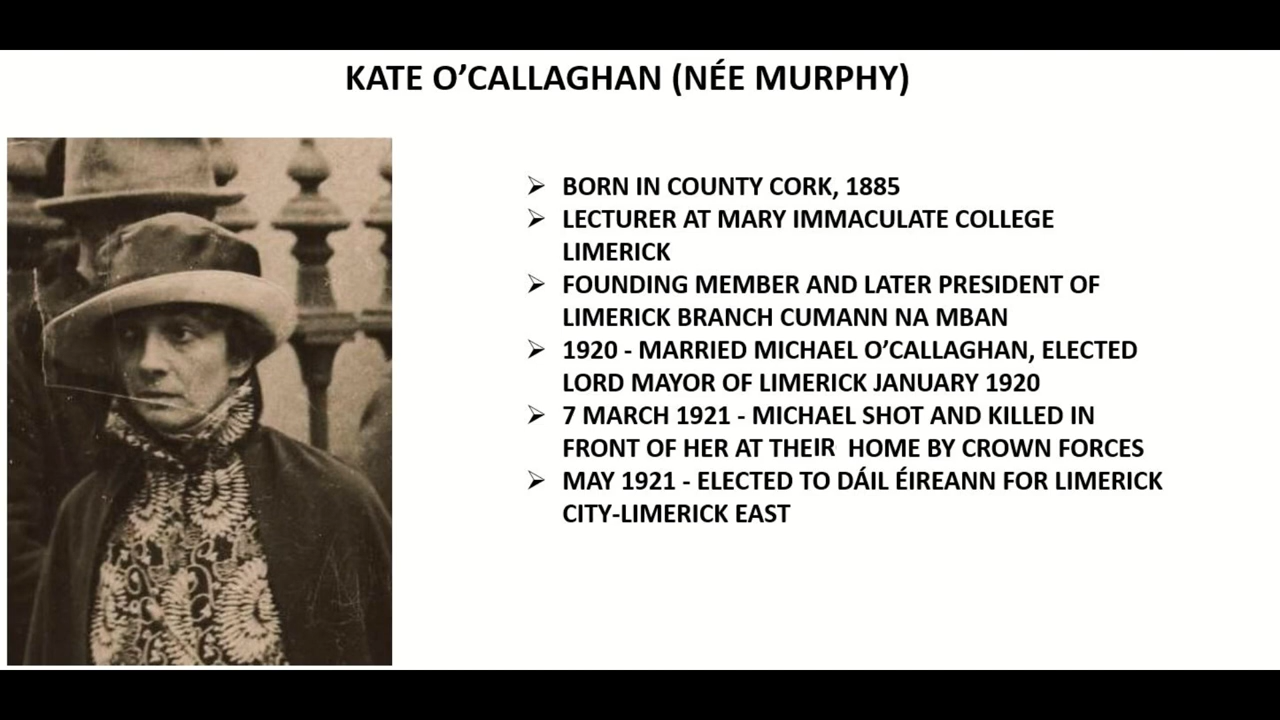 KATE O’CALLAGHAN (NÉE MURPHY)
➢ BORN IN COUNTY CORK, 1885
➢ LECTURER AT MARY IMMACULATE COLLEGE
LIMERICK
➢ FOUNDING MEMBER AND LATER PRESIDENT OF
LIMERICK BRANCH CUMANN NA MBAN
➢ 1920 - MARRIED MICHAEL O’CALLAGHAN, ELECTED
LORD MAYOR OF LIMERICK JANUARY 1920
➢ 7 MARCH 1921 - MICHAEL SHOT AND KILLED IN
FRONT OF HER AT THEIR HOME BY CROWN FORCES
➢ MAY 1921 - ELECTED TO DÁIL ÉIREANN FOR LIMERICK
CITY-LIMERICK EAST